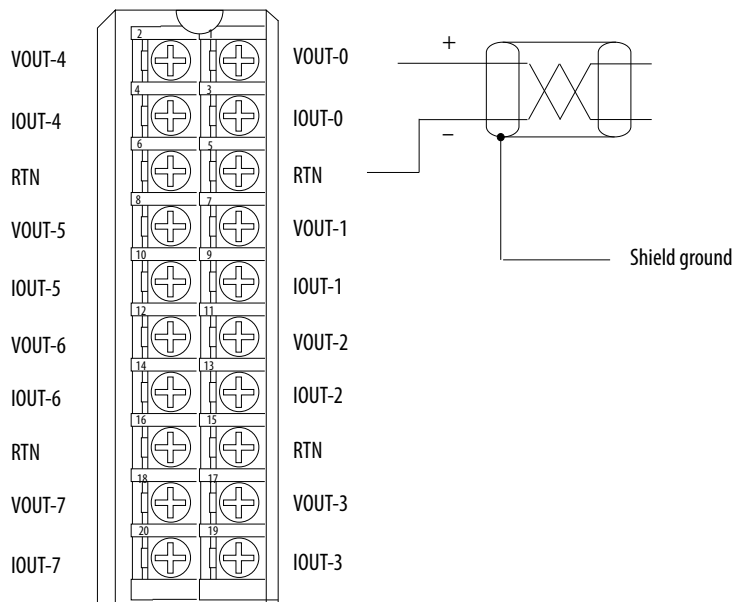 2 1
VOUT-4 VOUT-0 +
4 3
IOUT-4 IOUT-0
6 5 −
RTN RTN
8 7
VOUT-5 VOUT-1
10 9 Shield ground
IOUT-5 IOUT-1
12 11
VOUT-6 VOUT-2
14 13
IOUT-6 IOUT-2
16 15
RTN RTN
18 17
VOUT-7 VOUT-3
20 19
IOUT-7 IOUT-3